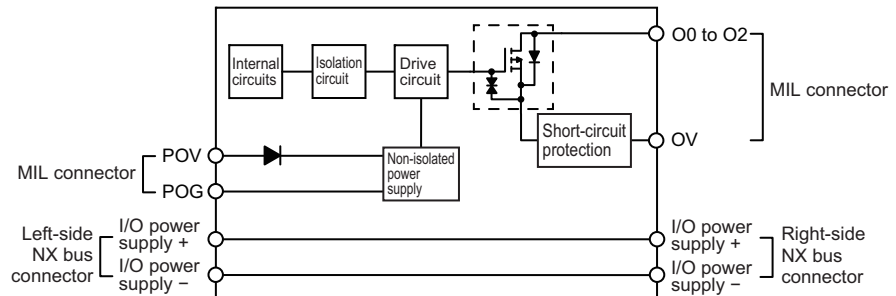 Internal
circuits
Isolation
circuit
Drive
circuit
O0 to O2
MIL connector
Short-circuit
protection
OV
POV
MIL connector
POG
Non-isolated
power
supply
Left-side
NX bus
connector
I/O power
supply +
I/O power
supply −
I/O power
supply +
I/O power
supply −
Right-side
NX bus
connector